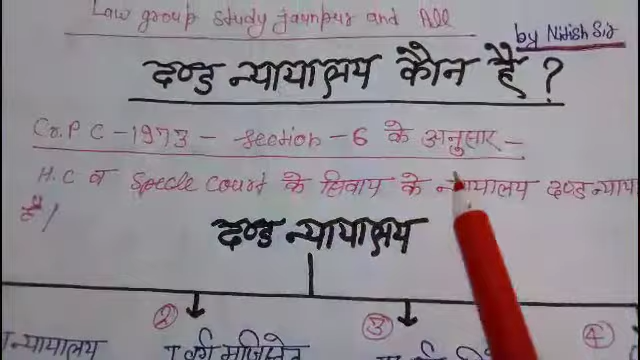 Law group study Jaunpur and All
by Nitish Sir
दण्ड न्यायालय कौन है ?
Cr.P.C-1973 - section-6 के अनुसार-
H.C व Specle court के सिवाय के न्यायालय दण्ड न्याय
है/
दण्ड न्यायालय
② ③ ④
न्यायालय I वर्ग मजिस्ट्रेट